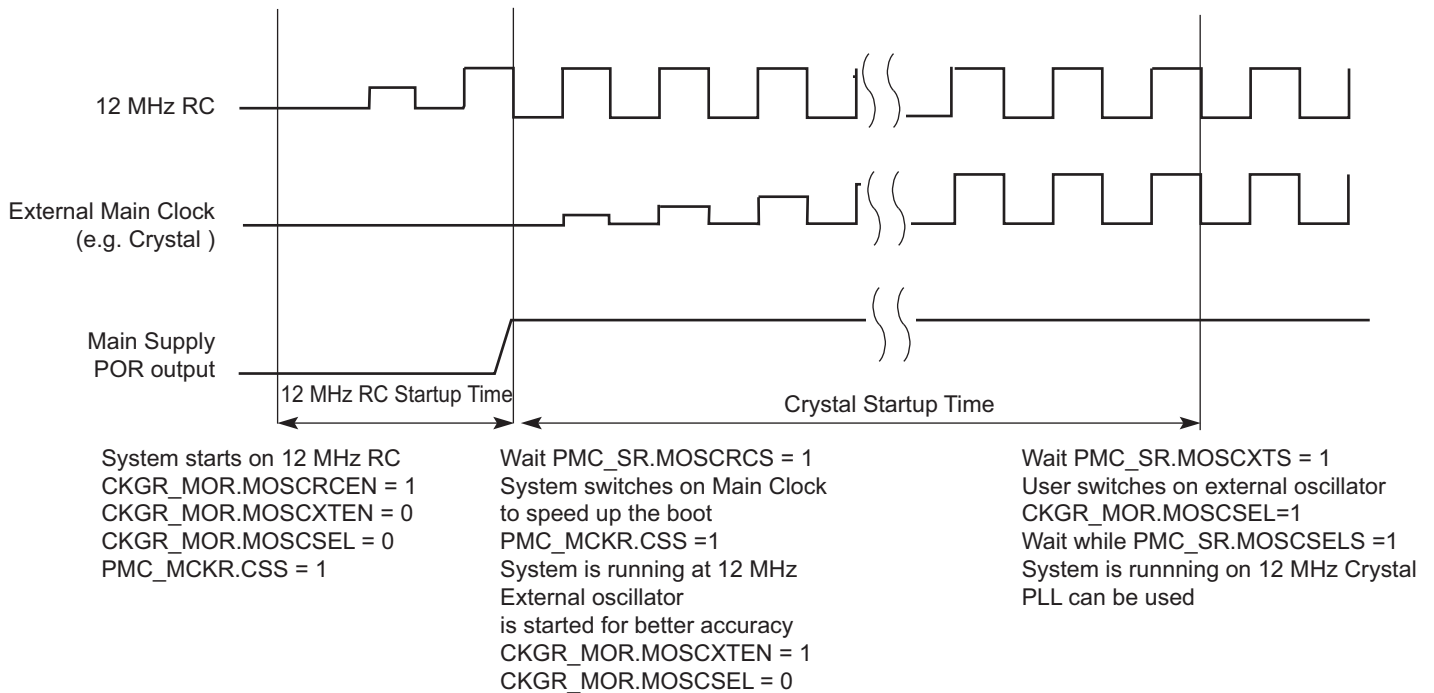 12 MHz RC
External Main Clock
(e.g. Crystal )
Main Supply
POR output
12 MHz RC Startup Time
Crystal Startup Time
System starts on 12 MHz RC
CKGR_MOR.MOSCRCEN = 1
CKGR_MOR.MOSCXTEN = 0
CKGR_MOR.MOSCSEL = 0
PMC_MCKR.CSS = 1
Wait PMC_SR.MOSCRCS = 1
System switches on Main Clock
to speed up the boot
PMC_MCKR.CSS =1
System is running at 12 MHz
External oscillator
is started for better accuracy
CKGR_MOR.MOSCXTEN = 1
CKGR_MOR.MOSCSEL = 0
Wait PMC_SR.MOSCXTS = 1
User switches on external oscillator
CKGR_MOR.MOSCSEL=1
Wait while PMC_SR.MOSCSELS =1
System is runnning on 12 MHz Crystal
PLL can be used